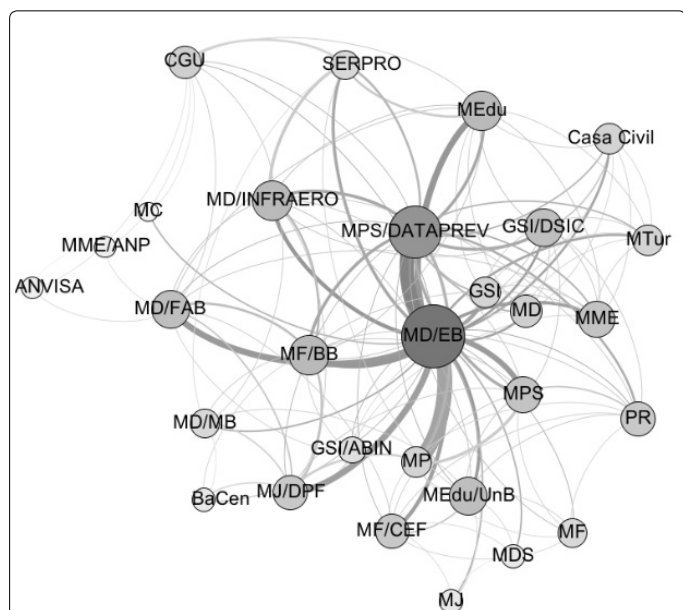 CGU
SERPRO
MEdu
Casa Civil
MD/INFRAERO
MC
MPS/DATAPREV
GSI/DSIC
MTur
MME/ANP
ANVISA
MD/FAB
GSI
MD
MME
MD/EB
MF/BB
MPS
PR
MD/MB
GSI/ABIN
MP
MJ/DPF
MEdu/UnB
BaCen
MF/CEF
MF
MDS
MJ